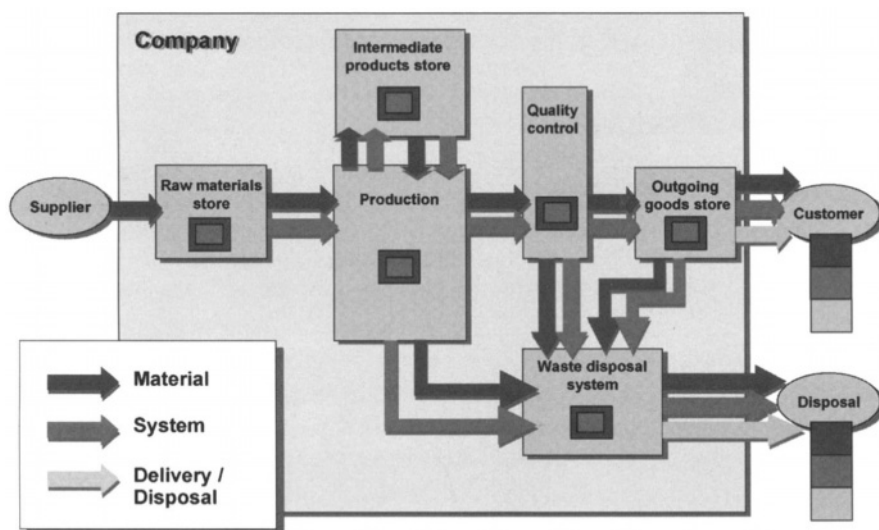 Company
Intermediate
products store
Quality
control
Supplier
Raw materials
store
Production
Outgoing
goods store
Customer
Waste disposal
system
Disposal
Material
System
Delivery /
Disposal